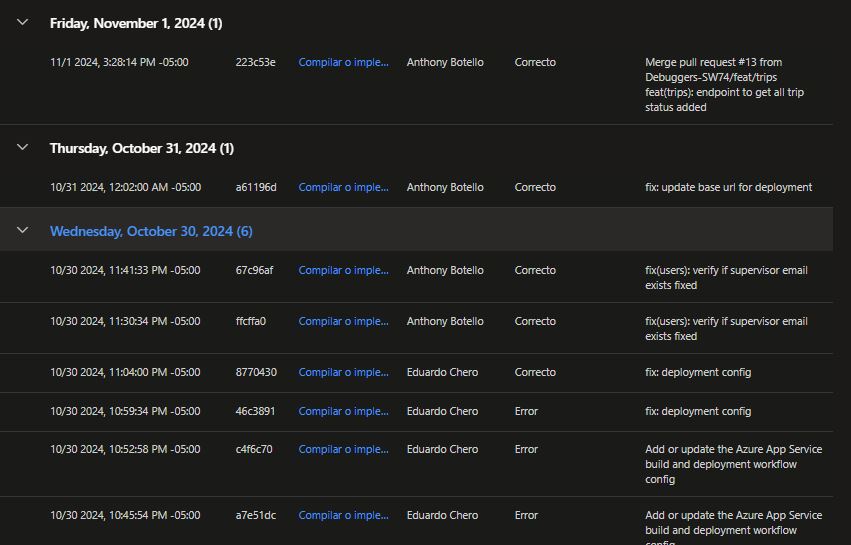 Friday, November 1, 2024 (1)
11/1 2024, 3:28:14 PM -05:00 223c53e Compilar o imple... Anthony Botello Correcto Merge pull request #13 from
Debuggers-SW74/feat/trips
feat(trips): endpoint to get all trip
status added
Thursday, October 31, 2024 (1)
10/31 2024, 12:02:00 AM -05:00 a61196d Compilar o imple... Anthony Botello Correcto fix: update base url for deployment
Wednesday, October 30, 2024 (6)
10/30 2024, 11:41:33 PM -05:00 67c96af Compilar o imple... Anthony Botello Correcto fix(users): verify if supervisor email
exists fixed
10/30 2024, 11:30:34 PM -05:00 ffcffa0 Compilar o imple... Anthony Botello Correcto fix(users): verify if supervisor email
exists fixed
10/30 2024, 11:04:00 PM -05:00 8770430 Compilar o imple... Eduardo Chero Correcto fix: deployment config
10/30 2024, 10:59:34 PM -05:00 46c3891 Compilar o imple... Eduardo Chero Error fix: deployment config
10/30 2024, 10:52:58 PM -05:00 c4f6c70 Compilar o imple... Eduardo Chero Error Add or update the Azure App Service
build and deployment workflow
config
10/30 2024, 10:45:54 PM -05:00 a7e51dc Compilar o imple... Eduardo Chero Error Add or update the Azure App Service
build and deployment workflow
config